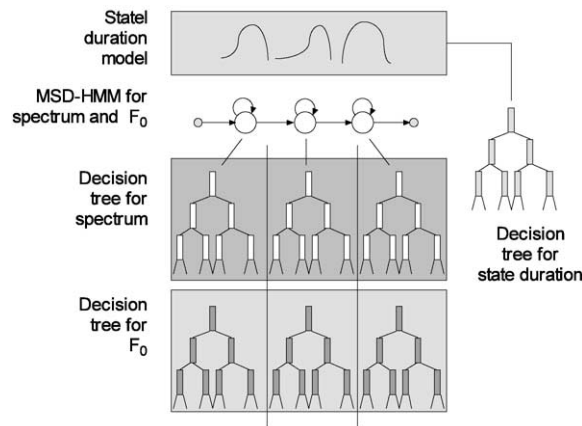 Statel
duration
model
MSD-HMM for
spectrum and F0
Decision
tree for
spectrum
Decision
tree for
state duration
Decision
tree for
F0